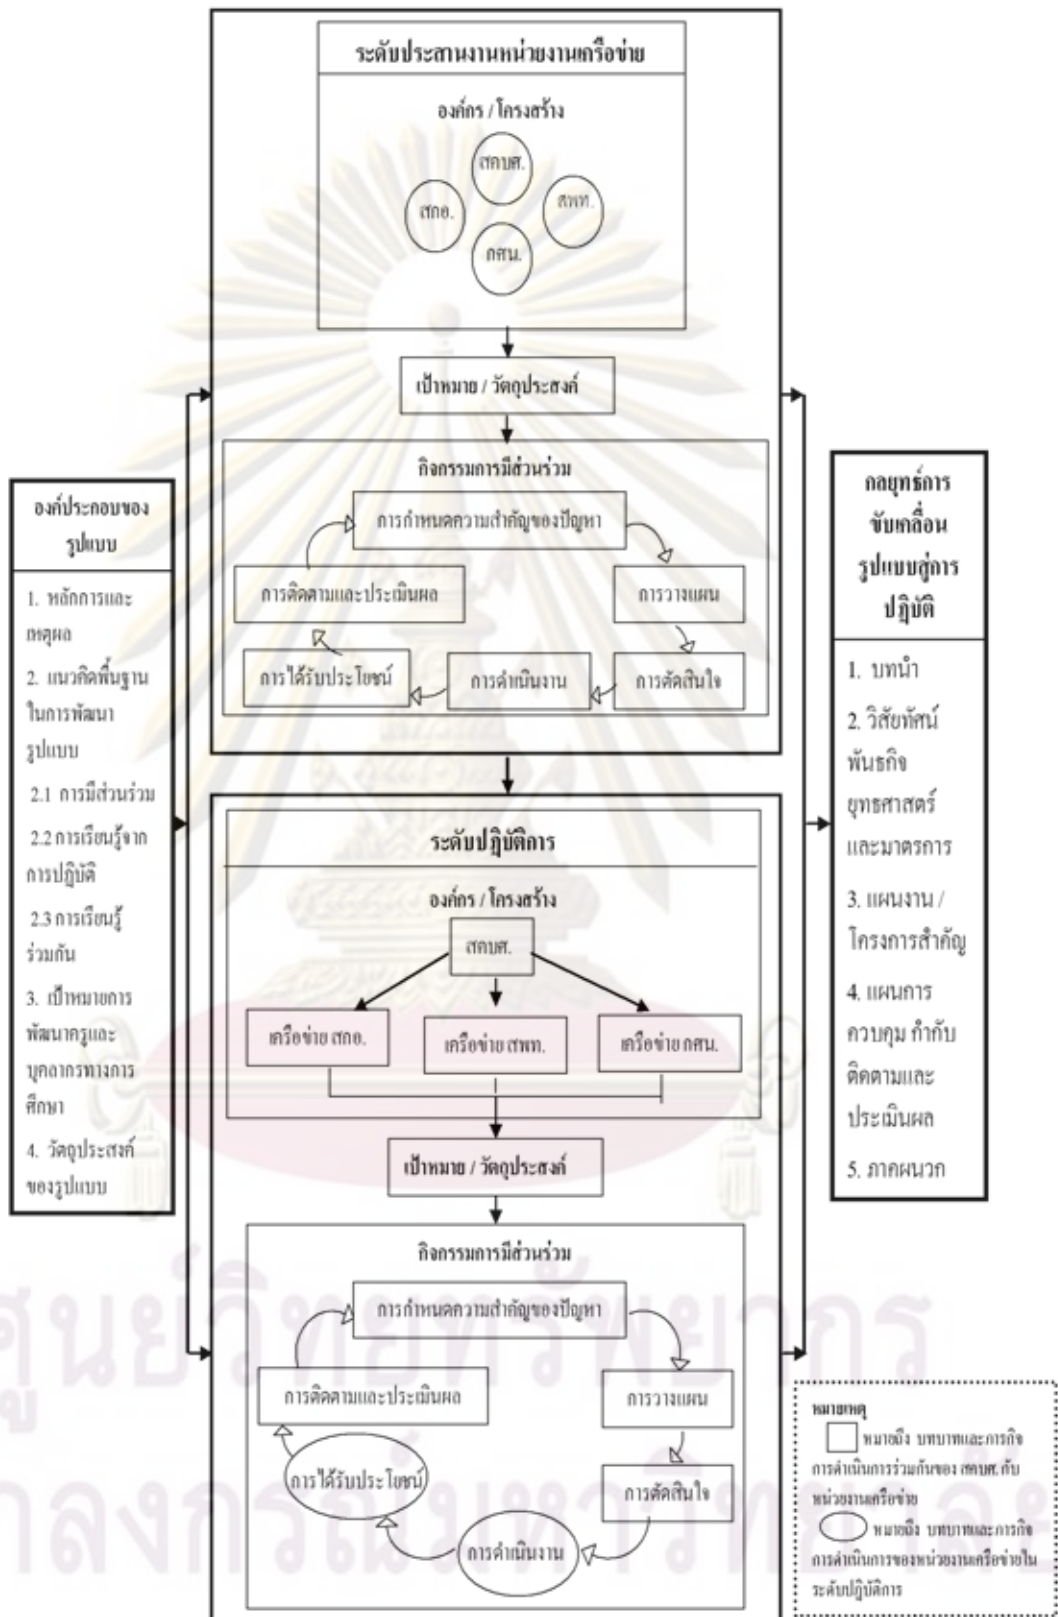 ระดับประสานงานหน่วยงานเครือข่าย
องค์กร / โครงสร้าง
สคบศ.
สกอ.
สพท.
กศน.
เป้าหมาย / วัตถุประสงค์
กิจกรรมการมีส่วนร่วม
การกำหนดความสำคัญของปัญหา
การติดตามและประเมินผล
การวางแผน
การได้รับประโยชน์
การดำเนินงาน
การตัดสินใจ
องค์ประกอบของ
รูปแบบ
1. หลักการและ
เหตุผล
2. แนวคิดพื้นฐาน
ในการพัฒนา
รูปแบบ
2.1 การมีส่วนร่วม
2.2 การเรียนรู้จาก
การปฏิบัติ
2.3 การเรียนรู้
ร่วมกัน
3. เป้าหมายการ
พัฒนาครูและ
บุคลากรทางการ
ศึกษา
4. วัตถุประสงค์
ของรูปแบบ
ระดับปฏิบัติการ
องค์กร / โครงสร้าง
สคบศ.
เครือข่าย สกอ.
เครือข่าย สพท.
เครือข่าย กศน.
เป้าหมาย / วัตถุประสงค์
กิจกรรมการมีส่วนร่วม
การกำหนดความสำคัญของปัญหา
การติดตามและประเมินผล
การวางแผน
การได้รับประโยชน์
การตัดสินใจ
การดำเนินงาน
กลยุทธ์การ
ขับเคลื่อน
รูปแบบสู่การ
ปฏิบัติ
1. บทนำ
2. วิสัยทัศน์
พันธกิจ
ยุทธศาสตร์
และมาตรการ
3. แผนงาน /
โครงการสำคัญ
4. แผนการ
ควบคุม กำกับ
ติดตามและ
ประเมินผล
5. ภาคผนวก
หมายเหตุ
หมายถึง บทบาทและภารกิจ
การดำเนินการร่วมกันของ สคบศ. กับ
หน่วยงานเครือข่าย
หมายถึง บทบาทและภารกิจ
การดำเนินการของหน่วยงานเครือข่ายใน
ระดับปฏิบัติการ
ศูนย์วิทยทรัพยากร
าลงกรณ์มหาวิทยาลัย